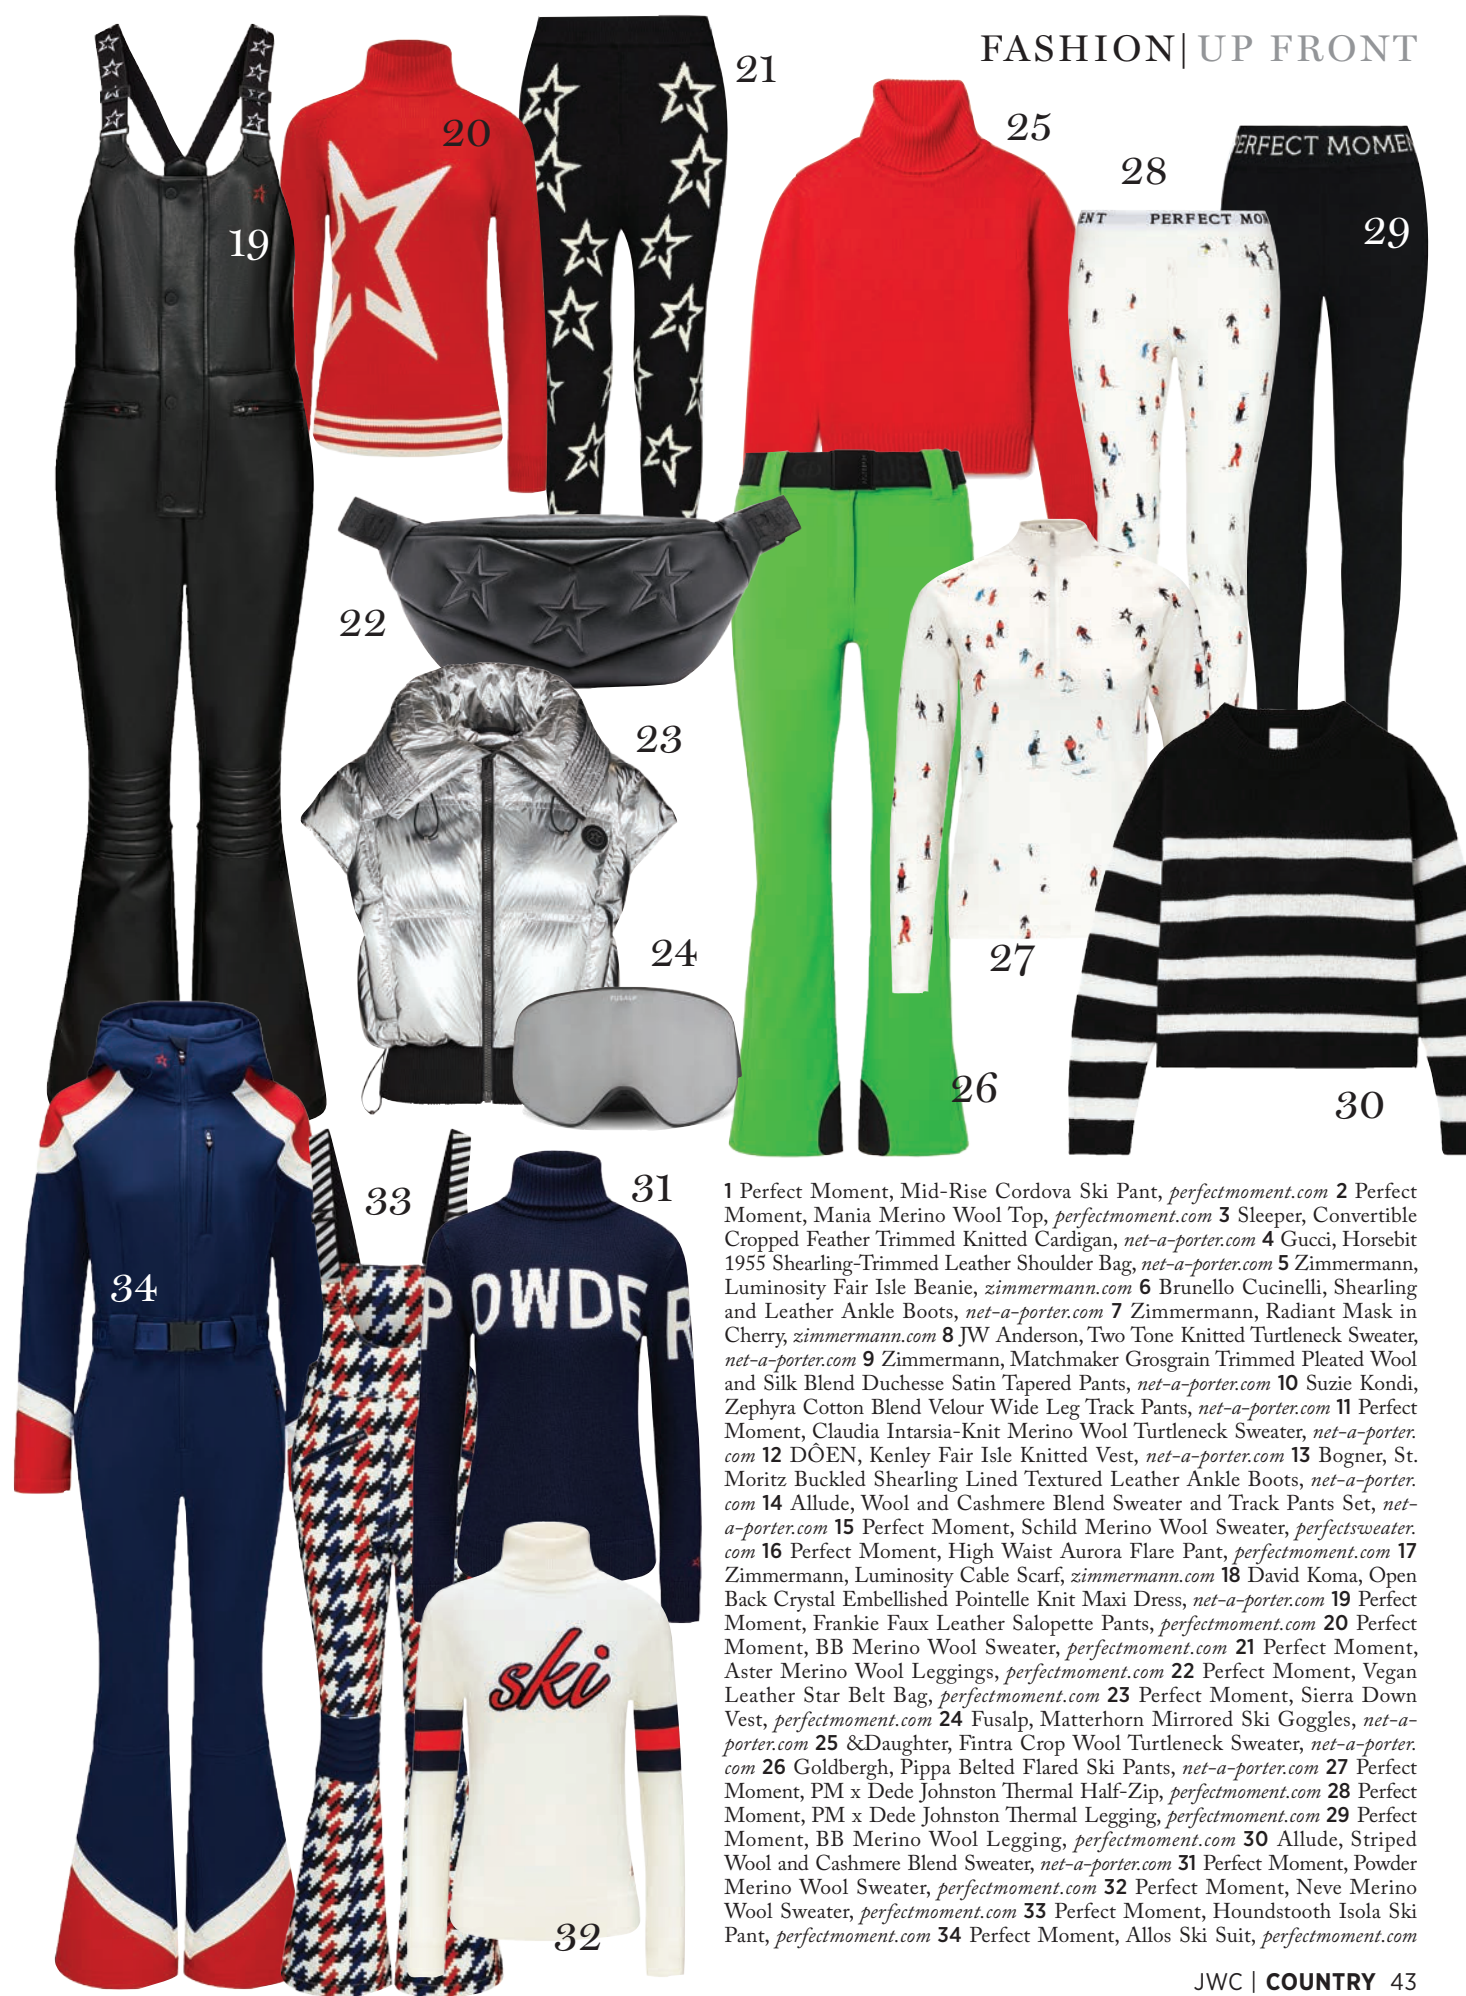 FASHION| UP FRONT
19
20
21
22
23
24
25
26
27
28
29
30
31
32
33
34
PERFECT MOMEN
ENT PERFECT MOM
FUSALP
POWDER
ski
1 Perfect Moment, Mid-Rise Cordova Ski Pant, perfectmoment.com 2 Perfect
Moment, Mania Merino Wool Top, perfectmoment.com 3 Sleeper, Convertible
Cropped Feather Trimmed Knitted Cardigan, net-a-porter.com 4 Gucci, Horsebit
1955 Shearling-Trimmed Leather Shoulder Bag, net-a-porter.com 5 Zimmermann,
Luminosity Fair Isle Beanie, zimmermann.com 6 Brunello Cucinelli, Shearling
and Leather Ankle Boots, net-a-porter.com 7 Zimmermann, Radiant Mask in
Cherry, zimmermann.com 8 JW Anderson, Two Tone Knitted Turtleneck Sweater,
net-a-porter.com 9 Zimmermann, Matchmaker Grosgrain Trimmed Pleated Wool
and Silk Blend Duchesse Satin Tapered Pants, net-a-porter.com 10 Suzie Kondi,
Zephyra Cotton Blend Velour Wide Leg Track Pants, net-a-porter.com 11 Perfect
Moment, Claudia Intarsia-Knit Merino Wool Turtleneck Sweater, net-a-porter.
com 12 DÔEN, Kenley Fair Isle Knitted Vest, net-a-porter.com 13 Bogner, St.
Moritz Buckled Shearling Lined Textured Leather Ankle Boots, net-a-porter.
com 14 Allude, Wool and Cashmere Blend Sweater and Track Pants Set, net-
a-porter.com 15 Perfect Moment, Schild Merino Wool Sweater, perfectsweater.
com 16 Perfect Moment, High Waist Aurora Flare Pant, perfectmoment.com 17
Zimmermann, Luminosity Cable Scarf, zimmermann.com 18 David Koma, Open
Back Crystal Embellished Pointelle Knit Maxi Dress, net-a-porter.com 19 Perfect
Moment, Frankie Faux Leather Salopette Pants, perfectmoment.com 20 Perfect
Moment, BB Merino Wool Sweater, perfectmoment.com 21 Perfect Moment,
Aster Merino Wool Leggings, perfectmoment.com 22 Perfect Moment, Vegan
Leather Star Belt Bag, perfectmoment.com 23 Perfect Moment, Sierra Down
Vest, perfectmoment.com 24 Fusalp, Matterhorn Mirrored Ski Goggles, net-a-
porter.com 25 &Daughter, Fintra Crop Wool Turtleneck Sweater, net-a-porter.
com 26 Goldbergh, Pippa Belted Flared Ski Pants, net-a-porter.com 27 Perfect
Moment, PM x Dede Johnston Thermal Half-Zip, perfectmoment.com 28 Perfect
Moment, PM x Dede Johnston Thermal Legging, perfectmoment.com 29 Perfect
Moment, BB Merino Wool Legging, perfectmoment.com 30 Allude, Striped
Wool and Cashmere Blend Sweater, net-a-porter.com 31 Perfect Moment, Powder
Merino Wool Sweater, perfectmoment.com 32 Perfect Moment, Neve Merino
Wool Sweater, perfectmoment.com 33 Perfect Moment, Houndstooth Isola Ski
Pant, perfectmoment.com 34 Perfect Moment, Allos Ski Suit, perfectmoment.com
JWC | COUNTRY 43